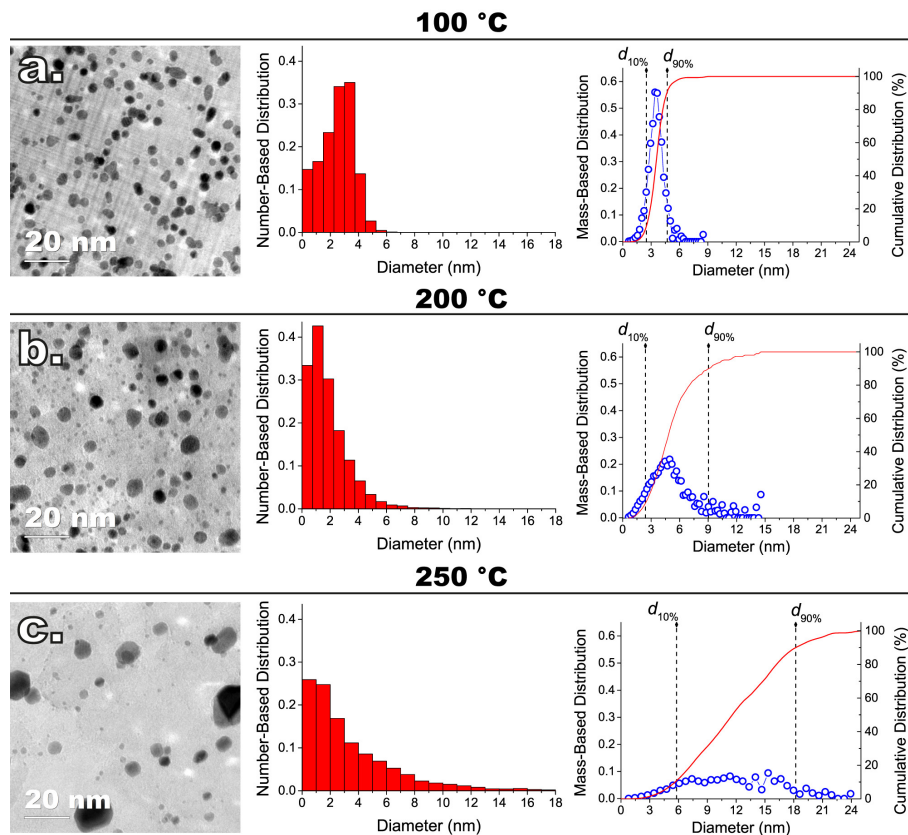 100 °C
a.
20 nm
Number-Based Distribution
0.4
0.3
0.2
0.1
0.0
0 2 4 6 8 10 12 14 16 18
Diameter (nm)
d10% d90%
Mass-Based Distribution
0.6
0.5
0.4
0.3
0.2
0.1
0.0
0 3 6 9 12 15 18 21 24
Diameter (nm)
100
80
60
40
20
0
Cumulative Distribution (%)
200 °C
b.
20 nm
Number-Based Distribution
0.4
0.3
0.2
0.1
0.0
0 2 4 6 8 10 12 14 16 18
Diameter (nm)
d10% d90%
Mass-Based Distribution
0.6
0.5
0.4
0.3
0.2
0.1
0.0
0 3 6 9 12 15 18 21 24
Diameter (nm)
100
80
60
40
20
0
Cumulative Distribution (%)
250 °C
c.
20 nm
Number-Based Distribution
0.4
0.3
0.2
0.1
0.0
0 2 4 6 8 10 12 14 16 18
Diameter (nm)
d10% d90%
Mass-Based Distribution
0.6
0.5
0.4
0.3
0.2
0.1
0.0
0 3 6 9 12 15 18 21 24
Diameter (nm)
100
80
60
40
20
0
Cumulative Distribution (%)